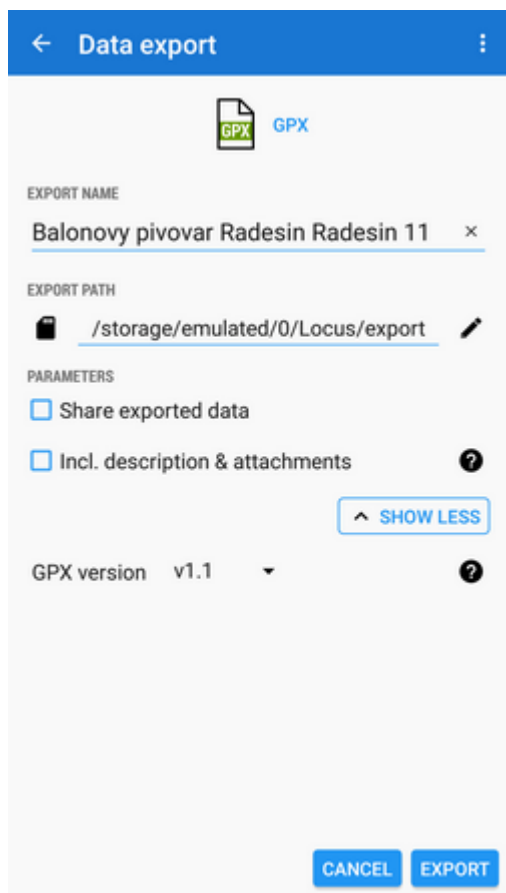 Data export
GPX GPX
EXPORT NAME
Balonovy pivovar Radesin Radesin 11
EXPORT PATH
/storage/emulated/0/Locus/export
PARAMETERS
Share exported data
Incl. description & attachments
SHOW LESS
GPX version v1.1
CANCEL EXPORT